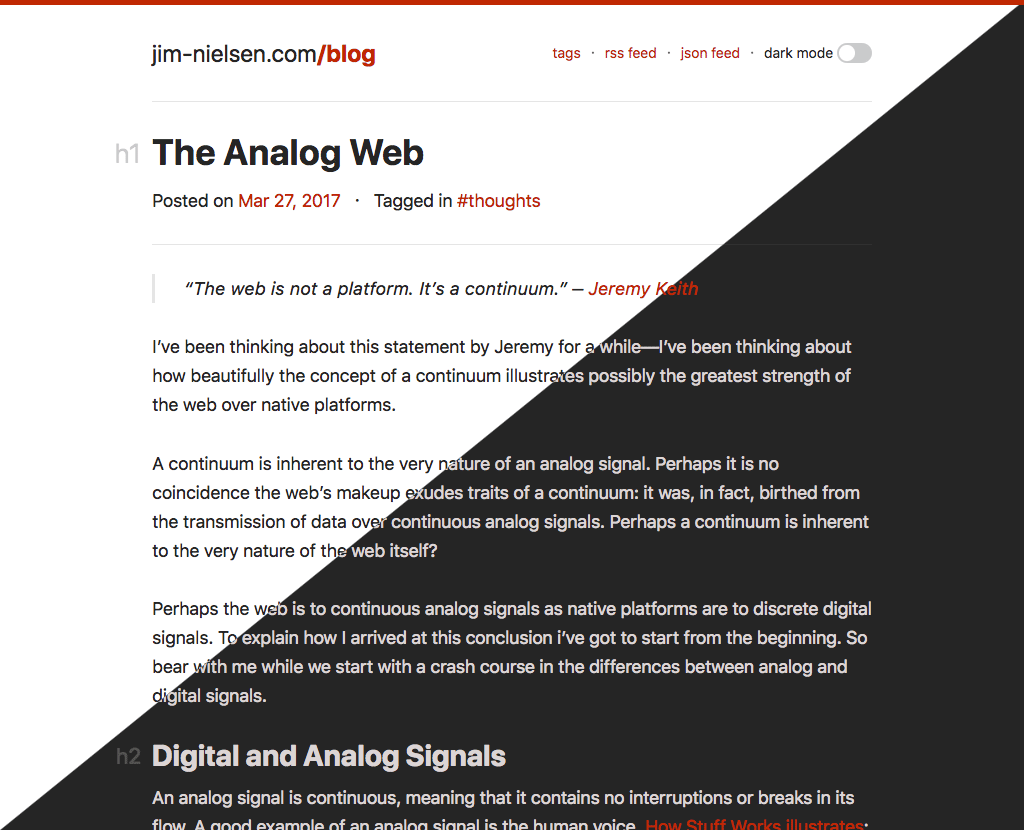 jim-nielsen.com/blog
tags · rss feed · json feed · dark mode
h1 The Analog Web
Posted on Mar 27, 2017 · Tagged in #thoughts
“The web is not a platform. It’s a continuum.” — Jeremy Keith
I’ve been thinking about this statement by Jeremy for a while—I’ve been thinking about
how beautifully the concept of a continuum illustrates possibly the greatest strength of
the web over native platforms.
A continuum is inherent to the very nature of an analog signal. Perhaps it is no
coincidence the web’s makeup exudes traits of a continuum: it was, in fact, birthed from
the transmission of data over continuous analog signals. Perhaps a continuum is inherent
to the very nature of the web itself?
Perhaps the web is to continuous analog signals as native platforms are to discrete digital
signals. To explain how I arrived at this conclusion i’ve got to start from the beginning. So
bear with me while we start with a crash course in the differences between analog and
digital signals.
h2 Digital and Analog Signals
An analog signal is continuous, meaning that it contains no interruptions or breaks in its
flow. A good example of an analog signal is the human voice. How Stuff Works illustrates: